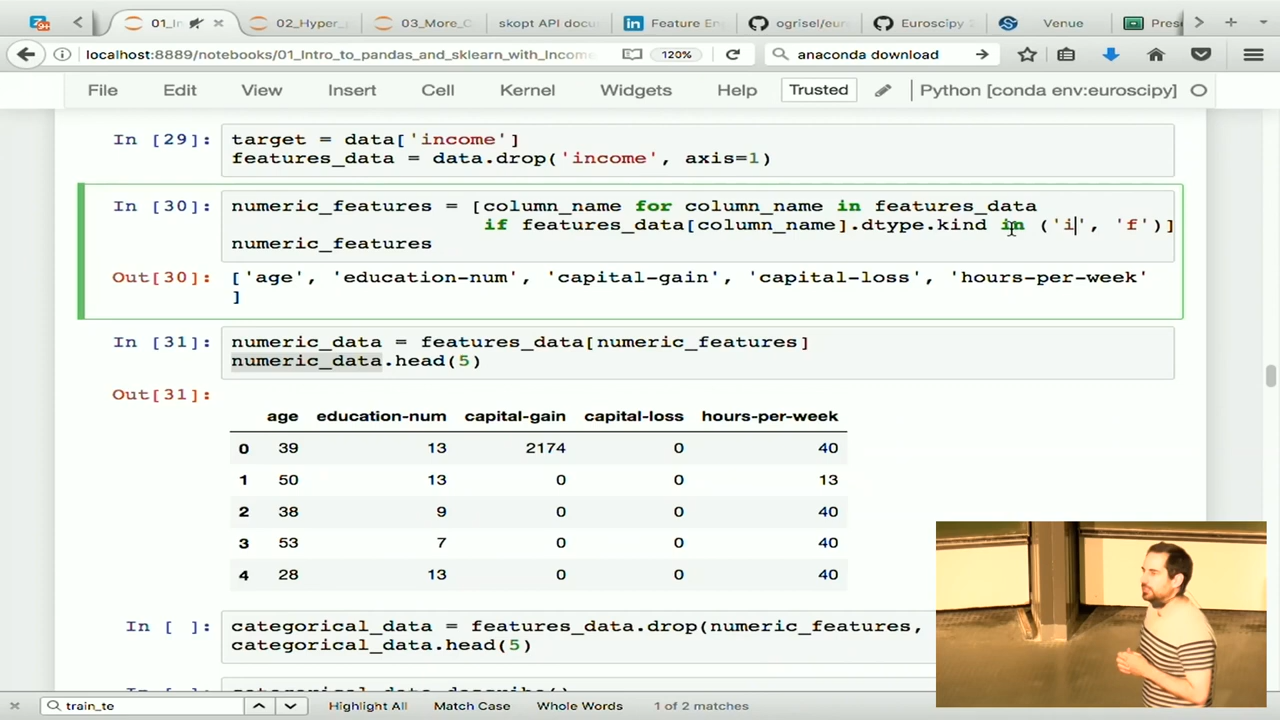 01_In
02_Hyper_
03_More_
skopt API docu
Feature En
ogrisel/eur
Euroscipy
Venue
Pres
localhost:8889/notebooks/01_Intro_to_pandas_and_sklearn_with_Income
120%
anaconda download
File Edit View Insert Cell Kernel Widgets Help Trusted Python [conda env:euroscipy]
In [29]: target = data['income']
features_data = data.drop('income', axis=1)
In [30]: numeric_features = [column_name for column_name in features_data
if features_data[column_name].dtype.kind in ('i', 'f')]
numeric_features
Out[30]: ['age', 'education-num', 'capital-gain', 'capital-loss', 'hours-per-week'
]
In [31]: numeric_data = features_data[numeric_features]
numeric_data.head(5)
Out[31]:
age education-num capital-gain capital-loss hours-per-week
0 39 13 2174 0 40
1 50 13 0 0 13
2 38 9 0 0 40
3 53 7 0 0 40
4 28 13 0 0 40
In [ ]: categorical_data = features_data.drop(numeric_features,
categorical_data.head(5)
train_te
Highlight All Match Case Whole Words 1 of 2 matches